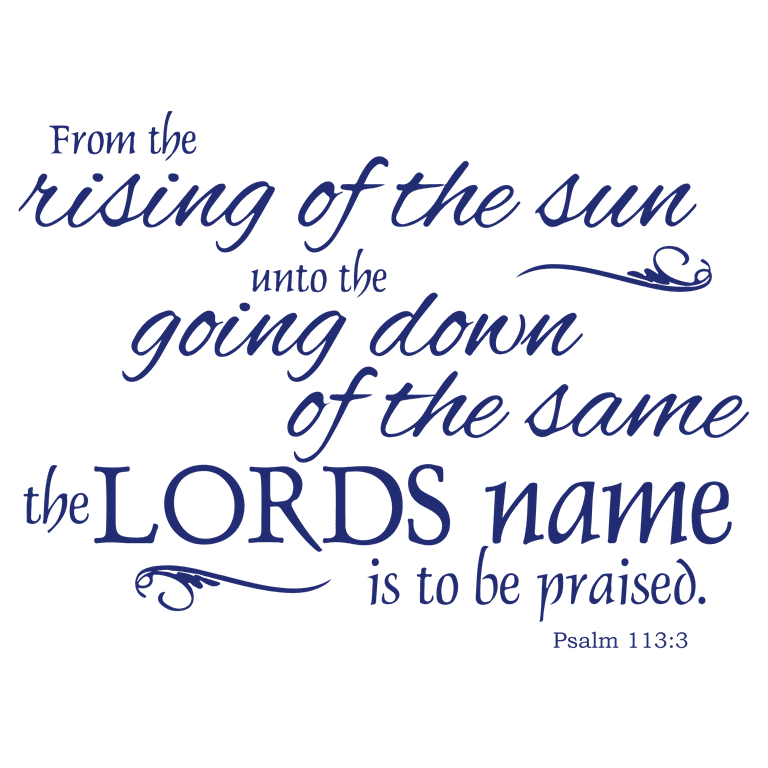 From the
rising of the sun
unto the
going down
of the same
the LORDS name
is to be praised.
Psalm 113:3